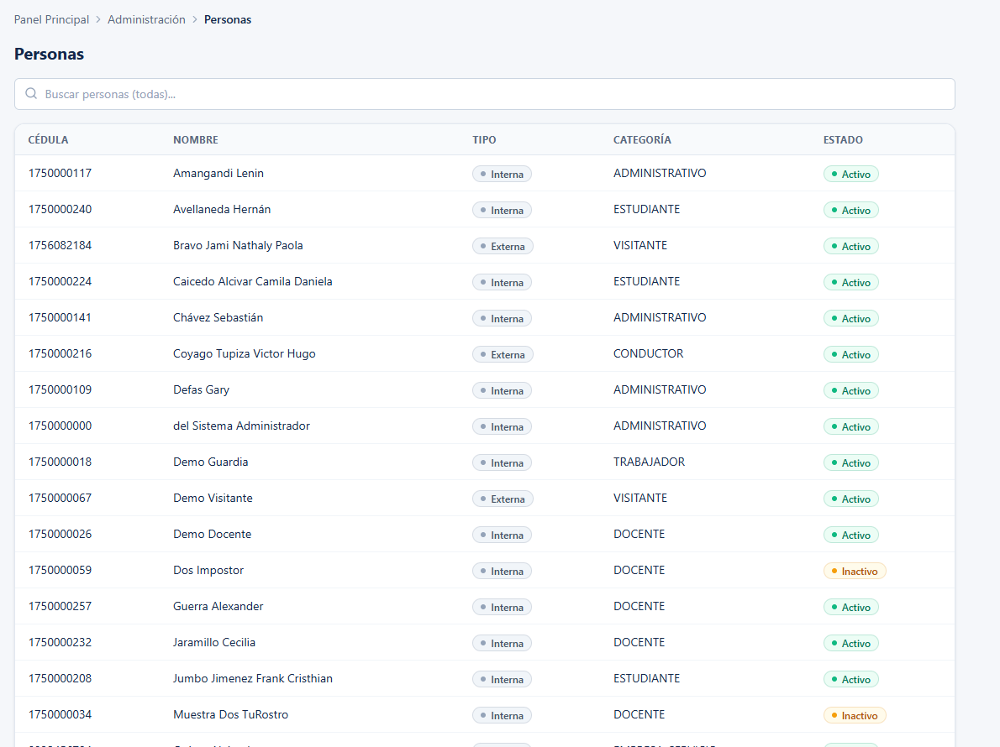 Panel Principal > Administración > Personas
Personas
Buscar personas (todas)...
CÉDULA NOMBRE TIPO CATEGORÍA ESTADO
1750000117 Amangandi Lenin Interna ADMINISTRATIVO Activo
1750000240 Avellaneda Hernán Interna ESTUDIANTE Activo
1756082184 Bravo Jami Nathaly Paola Externa VISITANTE Activo
1750000224 Caicedo Alcivar Camila Daniela Interna ESTUDIANTE Activo
1750000141 Chávez Sebastián Interna ADMINISTRATIVO Activo
1750000216 Coyago Tupiza Victor Hugo Externa CONDUCTOR Activo
1750000109 Defas Gary Interna ADMINISTRATIVO Activo
1750000000 del Sistema Administrador Interna ADMINISTRATIVO Activo
1750000018 Demo Guardia Interna TRABAJADOR Activo
1750000067 Demo Visitante Externa VISITANTE Activo
1750000026 Demo Docente Interna DOCENTE Activo
1750000059 Dos Impostor Interna DOCENTE Inactivo
1750000257 Guerra Alexander Interna DOCENTE Activo
1750000232 Jaramillo Cecilia Interna DOCENTE Activo
1750000208 Jumbo Jimenez Frank Cristhian Interna ESTUDIANTE Activo
1750000034 Muestra Dos TuRostro Interna DOCENTE Inactivo